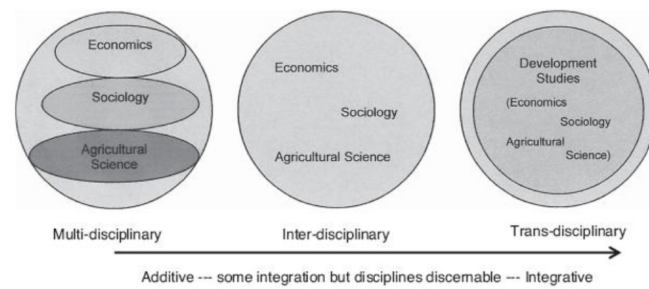 Economics
Sociology
Agricultural
Science
Multi-disciplinary
Economics
Sociology
Agricultural Science
Inter-disciplinary
Development
Studies
(Economics
Sociology
Agricultural
Science)
Trans-disciplinary
Additive --- some integration but disciplines discernable --- Integrative